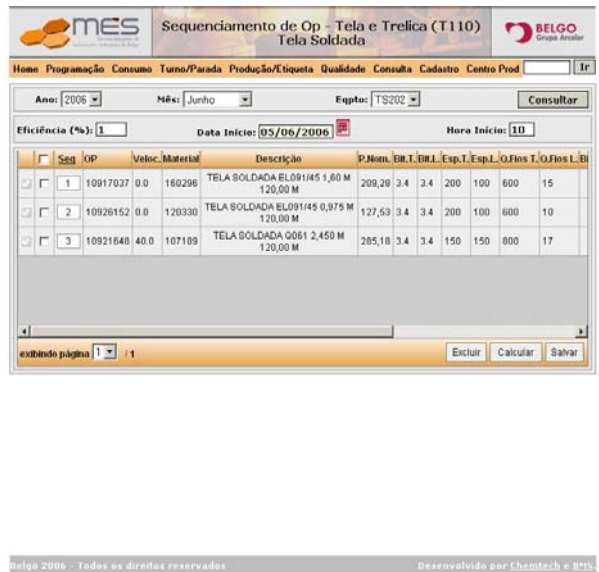 mes
Sequenciamento de Op - Tela e Trelica (T110)
Tela Soldada
BELGO
Grupo Arcelor
Home Programação Consumo Turno/Parada Produção/Etiqueta Qualidade Consulta Cadastro Centro Prod Ir
Ano: 2006 Mês: Junho Eqpto: TS202 Consultar
Eficiência (%): 1 Data Início: 05/06/2006 Hora Início: 10
Seq OP Veloc. Material Descrição P.Nom. Bit.T. Bit.L. Esp.T. Esp.L. Q.Fios T. Q.Fios L. Bi
1 10917037 0.0 160296 TELA SOLDADA EL091/45 1,60 M 209,28 3.4 3.4 200 100 600 15
120,00 M
2 10926152 0.0 120330 TELA SOLDADA EL091/45 0,975 M 127,53 3.4 3.4 200 100 600 10
120,00 M
3 10921648 40.0 107189 TELA SOLDADA Q061 2,450 M 285,18 3.4 3.4 150 150 800 17
120,00 M
exibindo página 1 / 1 Excluir Calcular Salvar
Belgo 2006 - Todos os direitos reservados Desenvolvido por Chemtech e BMS.